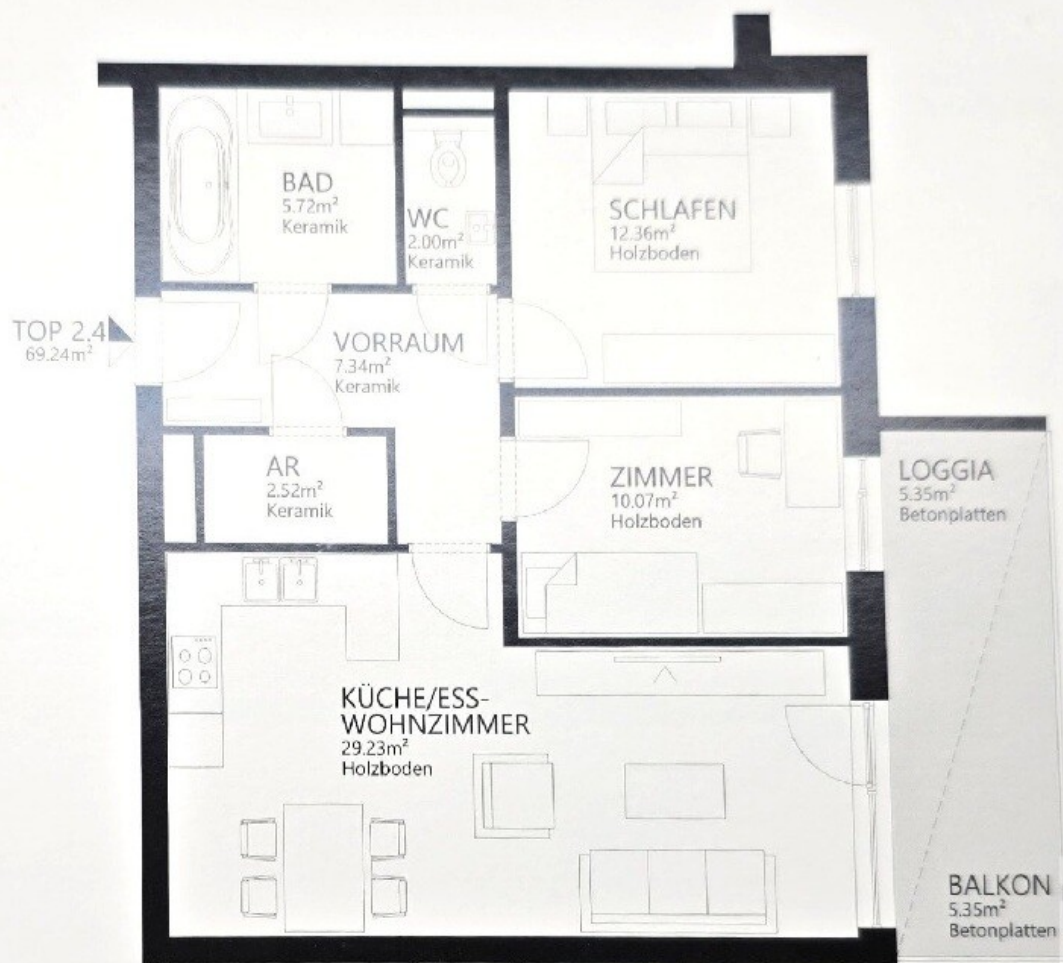 BAD
5.72m²
Keramik
WC
2.00m²
Keramik
SCHLAFEN
12.36m²
Holzboden
TOP 2.4
69.24m²
VORRAUM
7.34m²
Keramik
AR
2.52m²
Keramik
ZIMMER
10.07m²
Holzboden
LOGGIA
5.35m²
Betonplatten
KÜCHE/ESS-
WOHNZIMMER
29.23m²
Holzboden
BALKON
5.35m²
Betonplatten